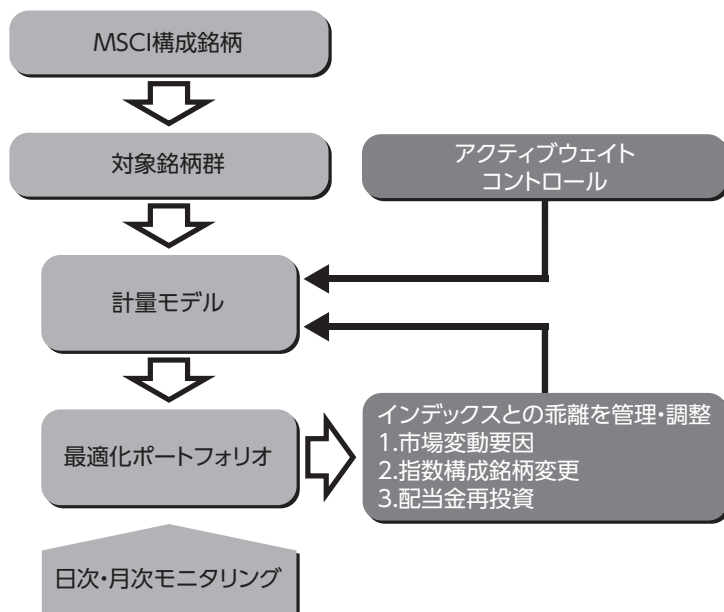 MSCI構成銘柄
対象銘柄群
アクティブウェイト
コントロール
計量モデル
最適化ポートフォリオ
インデックスとの乖離を管理・調整
1.市場変動要因
2.指数構成銘柄変更
3.配当金再投資
日次・月次モニタリング